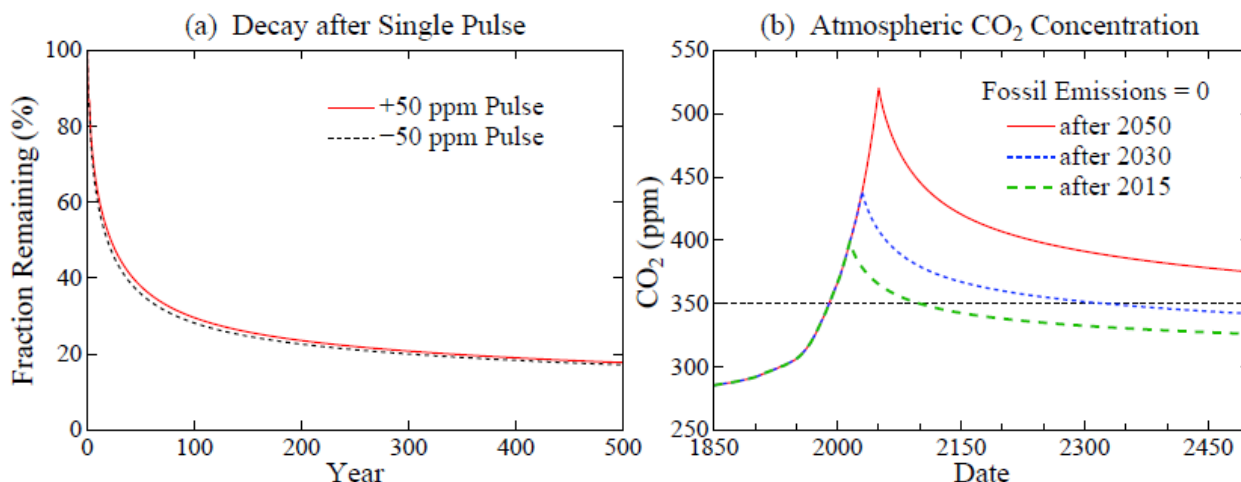 (a) Decay after Single Pulse
Fraction Remaining (%)
100
80
60
40
20
0
+50 ppm Pulse
−50 ppm Pulse
0 100 200 300 400 500
Year
(b) Atmospheric CO₂ Concentration
CO₂ (ppm)
550
500
450
400
350
300
250
Fossil Emissions = 0
after 2050
after 2030
after 2015
1850 2000 2150 2300 2450
Date